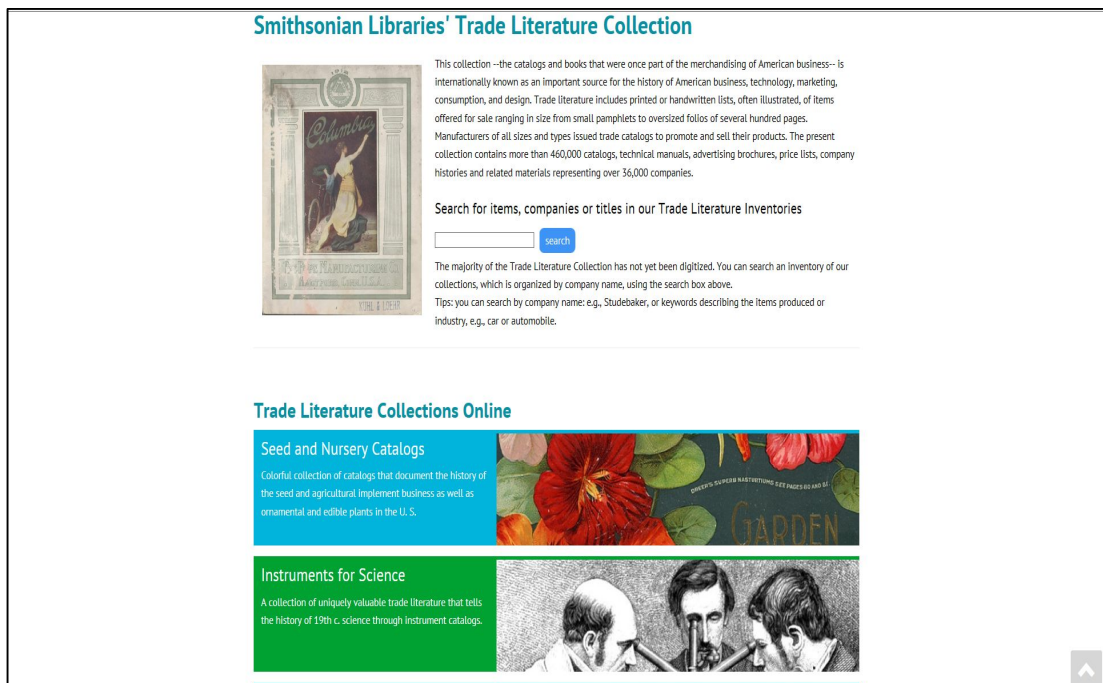 Smithsonian Libraries' Trade Literature Collection
1918
Columbia
KUHL & LUEHR
This collection --the catalogs and books that were once part of the merchandising of American business-- is
internationally known as an important source for the history of American business, technology, marketing,
consumption, and design. Trade literature includes printed or handwritten lists, often illustrated, of items
offered for sale ranging in size from small pamphlets to oversized folios of several hundred pages.
Manufacturers of all sizes and types issued trade catalogs to promote and sell their products. The present
collection contains more than 460,000 catalogs, technical manuals, advertising brochures, price lists, company
histories and related materials representing over 36,000 companies.
Search for items, companies or titles in our Trade Literature Inventories
search
The majority of the Trade Literature Collection has not yet been digitized. You can search an inventory of our
collections, which is organized by company name, using the search box above.
Tips: you can search by company name: e.g., Studebaker, or keywords describing the items produced or
industry, e.g., car or automobile.
Trade Literature Collections Online
Seed and Nursery Catalogs
Colorful collection of catalogs that document the history of
the seed and agricultural implement business as well as
ornamental and edible plants in the U. S.
DREER'S SUPERB NASTURTIUMS SEE PAGES 80 AND 81.
GARDEN
Instruments for Science
A collection of uniquely valuable trade literature that tells
the history of 19th c. science through instrument catalogs.